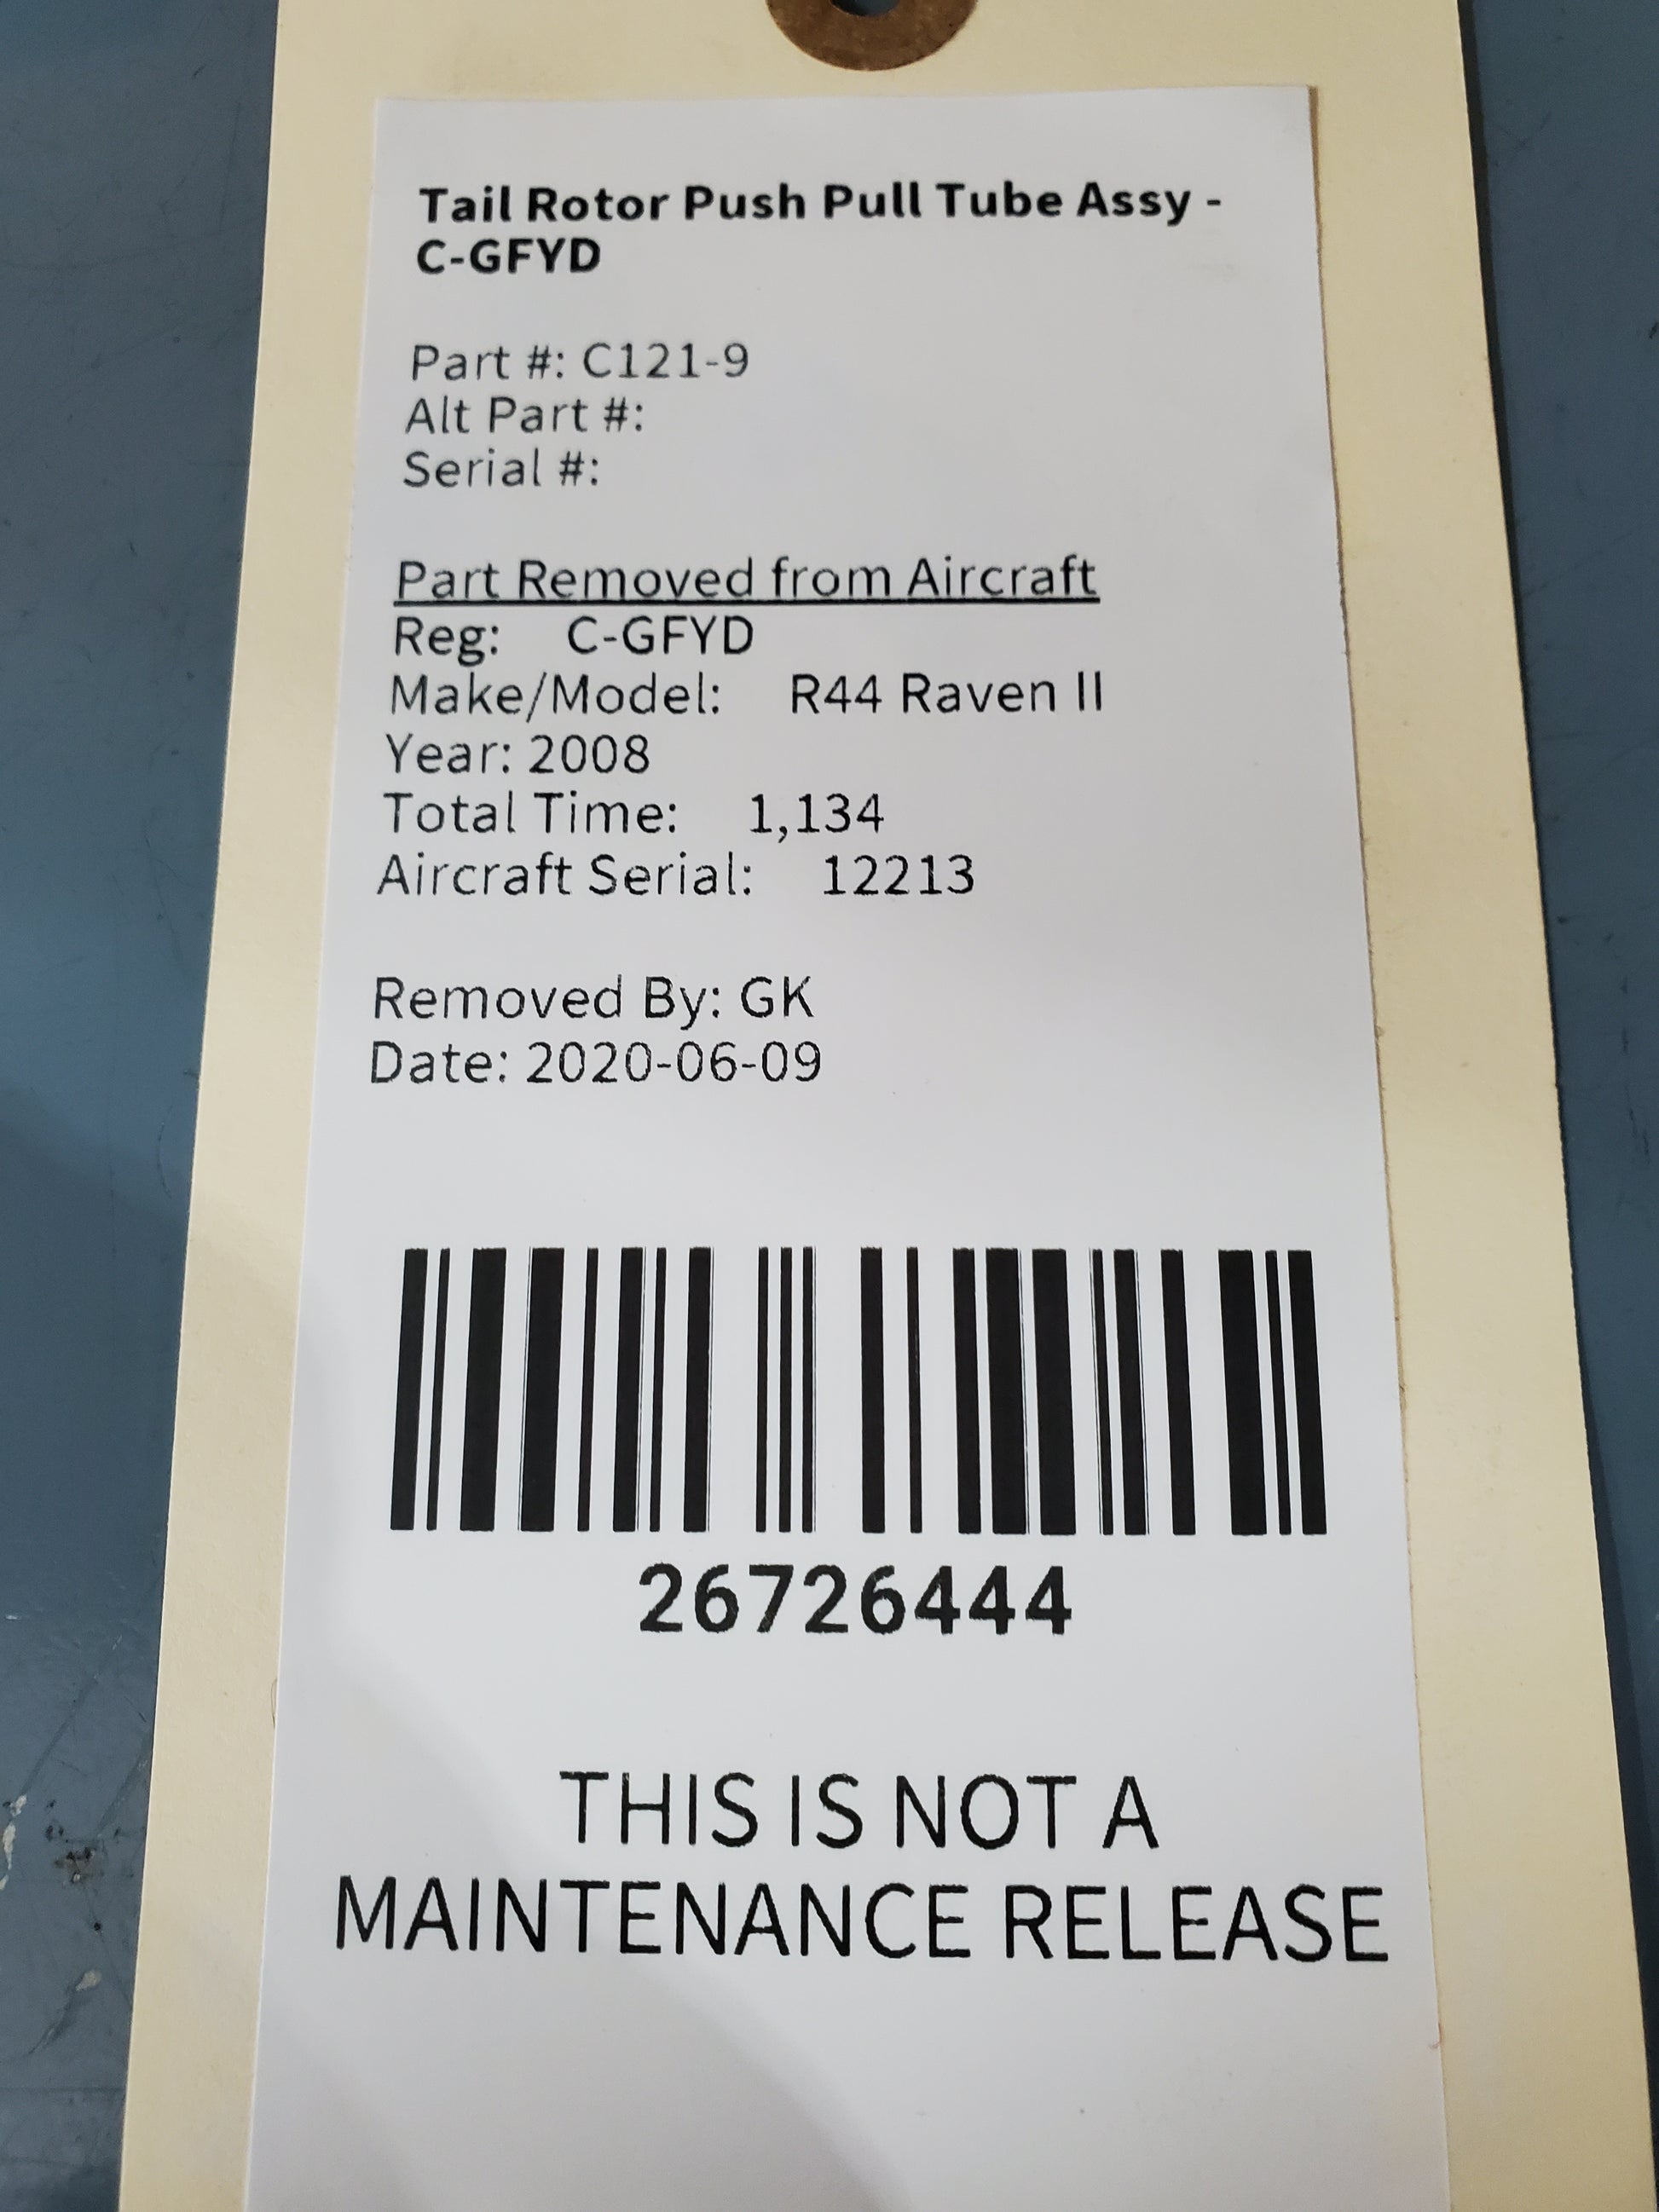 Tail Rotor Push Pull Tube Assy -
C-GFYD
Part #: C121-9
Alt Part #:
Serial #:
Part Removed from Aircraft
Reg: C-GFYD
Make/Model: R44 Raven II
Year: 2008
Total Time: 1,134
Aircraft Serial: 12213
Removed By: GK
Date: 2020-06-09
26726444
THIS IS NOT A
MAINTENANCE RELEASE